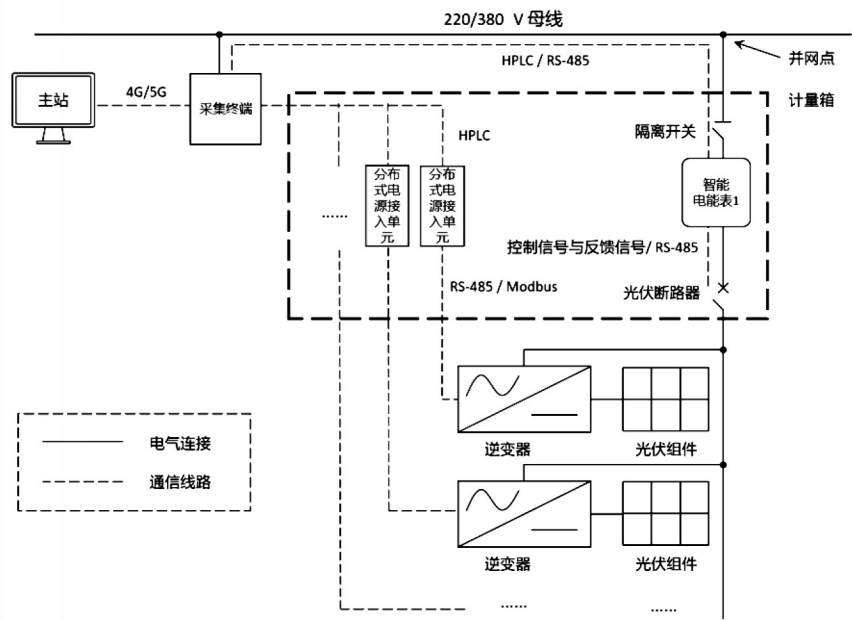 220/380 V 母线
HPLC / RS-485
并网点
主站
4G/5G
采集终端
计量箱
HPLC
隔离开关
智能
电能表1
......
分布
式电
源接
入单
元
分布
式电
源接
入单
元
控制信号与反馈信号/ RS-485
RS-485 / Modbus
光伏断路器
逆变器
光伏组件
电气连接
通信线路
逆变器
光伏组件
......
......